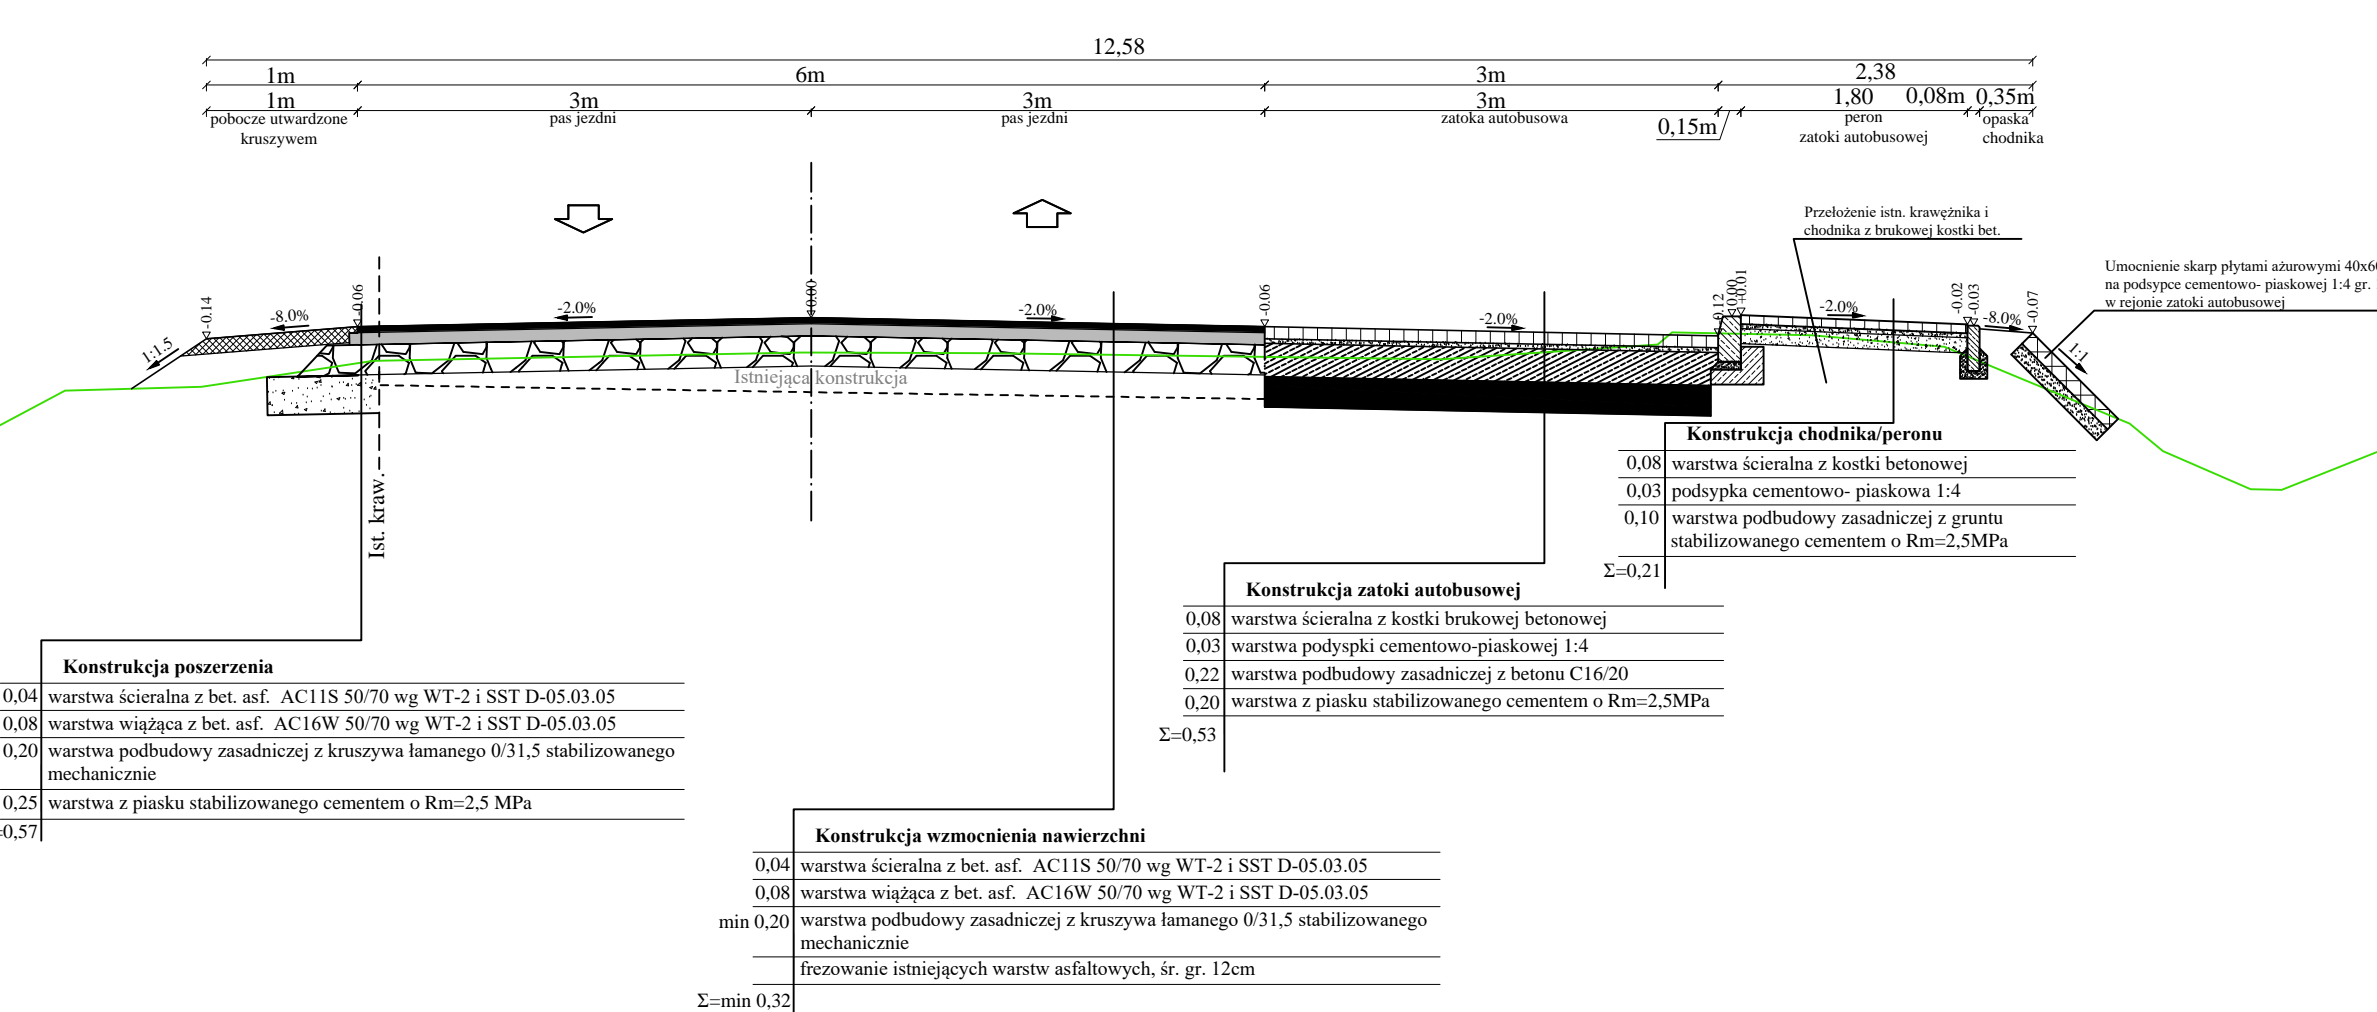 12,58
1m 6m 3m 2,38
1m 3m 3m 3m 1,80 0,08m 0,35m
pobocze utwardzone
kruszywem
pas jezdni
pas jezdni
zatoka autobusowa
0,15m
peron
zatoki autobusowej
opaska
chodnika
Przełożenie istn. krawężnika i
chodnika z brukowej kostki bet.
Umocnienie skarp płytami ażurowymi
na podsypce cementowo- piaskowej 1:4 gr.
w rejonie zatoki autobusowej
1:1.5
-0.14
-8.0%
-0.06
-2.0%
±0.00
-2.0%
-0.06
-2.0%
±0.00
+0.01
-2.0%
-0.02
-0.03
-8.0%
-0.07
1:1
Istniejąca konstrukcja
Ist. kraw.
Konstrukcja chodnika/peronu
0,08 warstwa ścieralna z kostki betonowej
0,03 podsypka cementowo- piaskowa 1:4
0,10 warstwa podbudowy zasadniczej z gruntu
stabilizowanego cementem o Rm=2,5MPa
Σ=0,21
Konstrukcja zatoki autobusowej
0,08 warstwa ścieralna z kostki brukowej betonowej
0,03 warstwa podyspki cementowo-piaskowej 1:4
0,22 warstwa podbudowy zasadniczej z betonu C16/20
0,20 warstwa z piasku stabilizowanego cementem o Rm=2,5MPa
Σ=0,53
Konstrukcja poszerzenia
0,04 warstwa ścieralna z bet. asf. AC11S 50/70 wg WT-2 i SST D-05.03.05
0,08 warstwa wiążąca z bet. asf. AC16W 50/70 wg WT-2 i SST D-05.03.05
0,20 warstwa podbudowy zasadniczej z kruszywa łamanego 0/31,5 stabilizowanego
mechanicznie
0,25 warstwa z piasku stabilizowanego cementem o Rm=2,5 MPa
=0,57
Konstrukcja wzmocnienia nawierzchni
0,04 warstwa ścieralna z bet. asf. AC11S 50/70 wg WT-2 i SST D-05.03.05
0,08 warstwa wiążąca z bet. asf. AC16W 50/70 wg WT-2 i SST D-05.03.05
min 0,20 warstwa podbudowy zasadniczej z kruszywa łamanego 0/31,5 stabilizowanego
mechanicznie
frezowanie istniejących warstw asfaltowych, śr. gr. 12cm
Σ=min 0,32